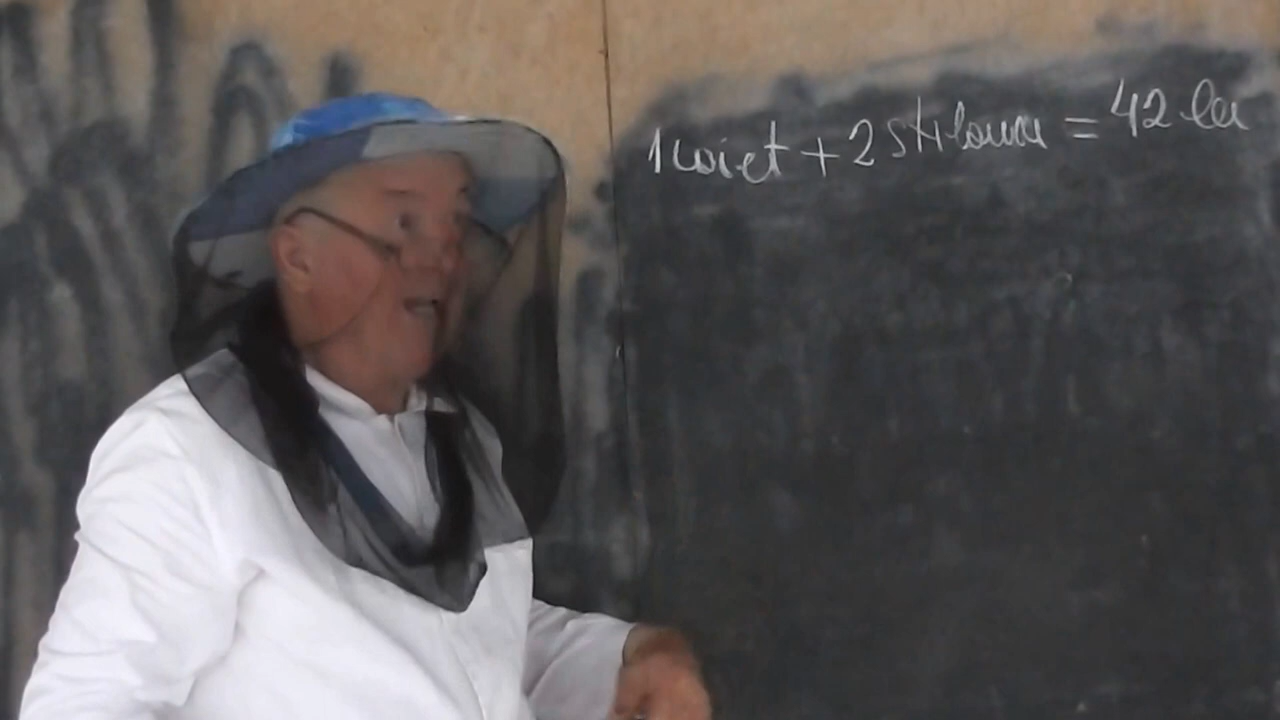 1 caiet + 2 stilouri = 42 lei